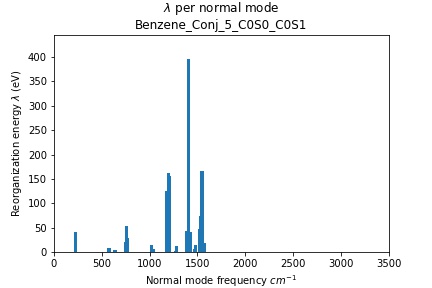 λ per normal mode
Benzene_Conj_5_C0S0_C0S1
Reorganization energy λ (eV)
400
350
300
250
200
150
100
50
0
0 500 1000 1500 2000 2500 3000 3500
Normal mode frequency cm⁻¹